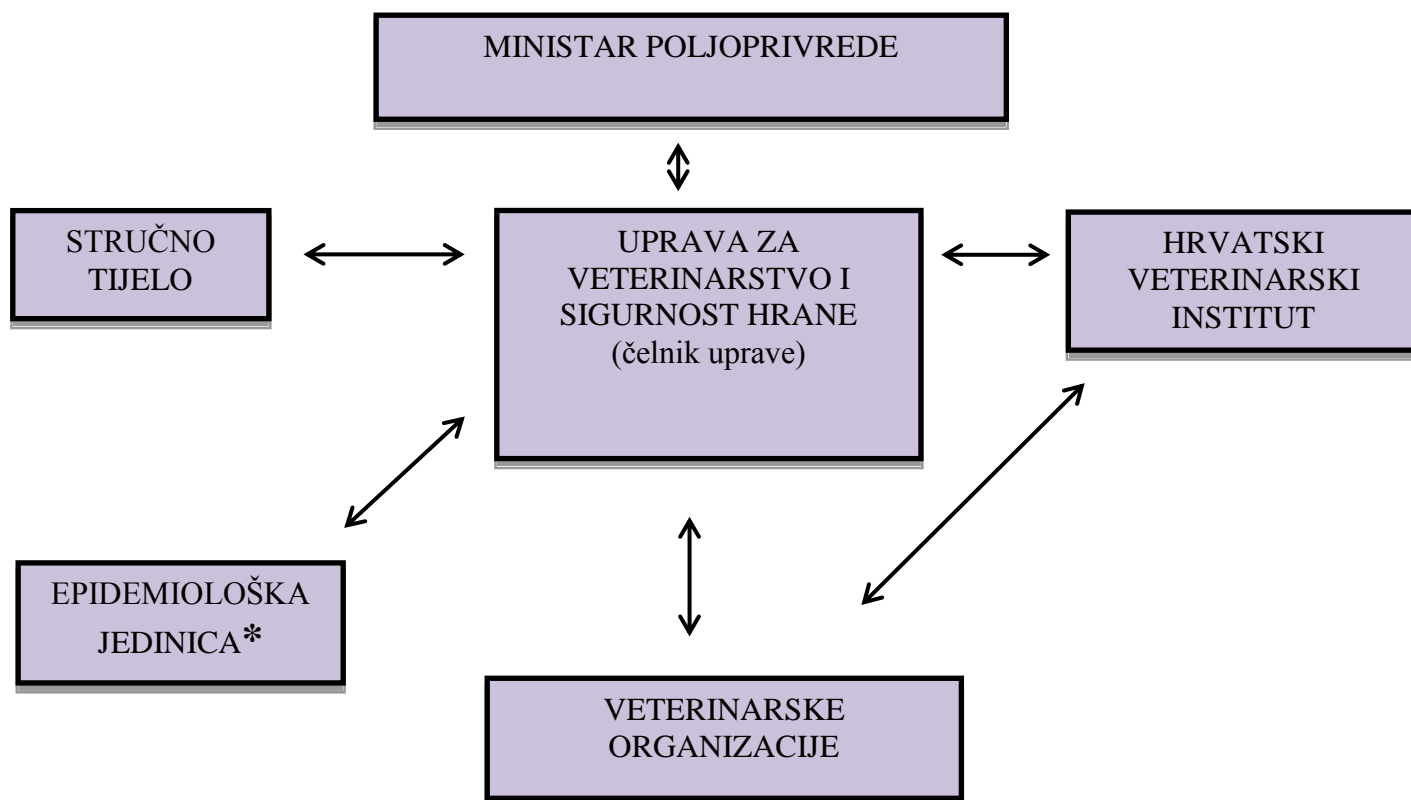 MINISTAR POLJOPRIVREDE
STRUČNO
TIJELO
UPRAVA ZA
VETERINARSTVO I
SIGURNOST HRANE
(čelnik uprave)
HRVATSKI
VETERINARSKI
INSTITUT
EPIDEMIOLOŠKA
JEDINICA*
VETERINARSKE
ORGANIZACIJE